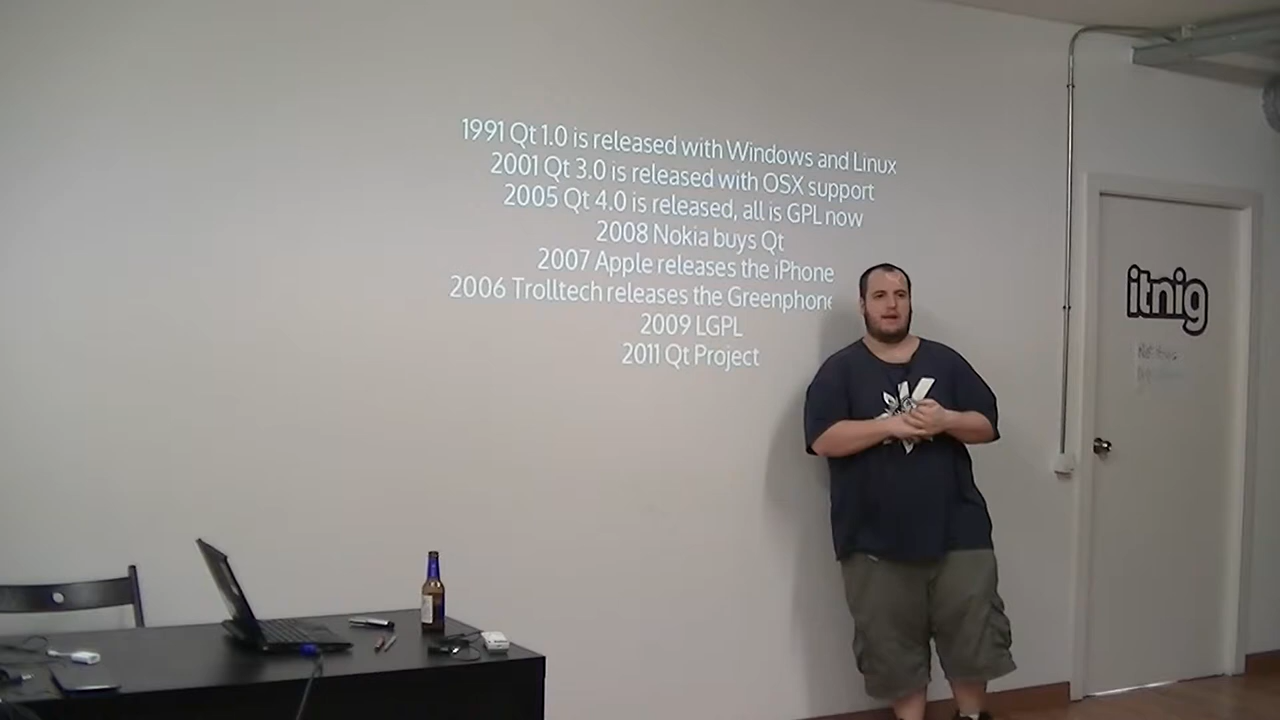 1991 Qt 1.0 is released with Windows and Linux
2001 Qt 3.0 is released with OSX support
2005 Qt 4.0 is released, all is GPL now
2008 Nokia buys Qt
2007 Apple releases the iPhone
2006 Trolltech releases the Greenphone
2009 LGPL
2011 Qt Project
itnig